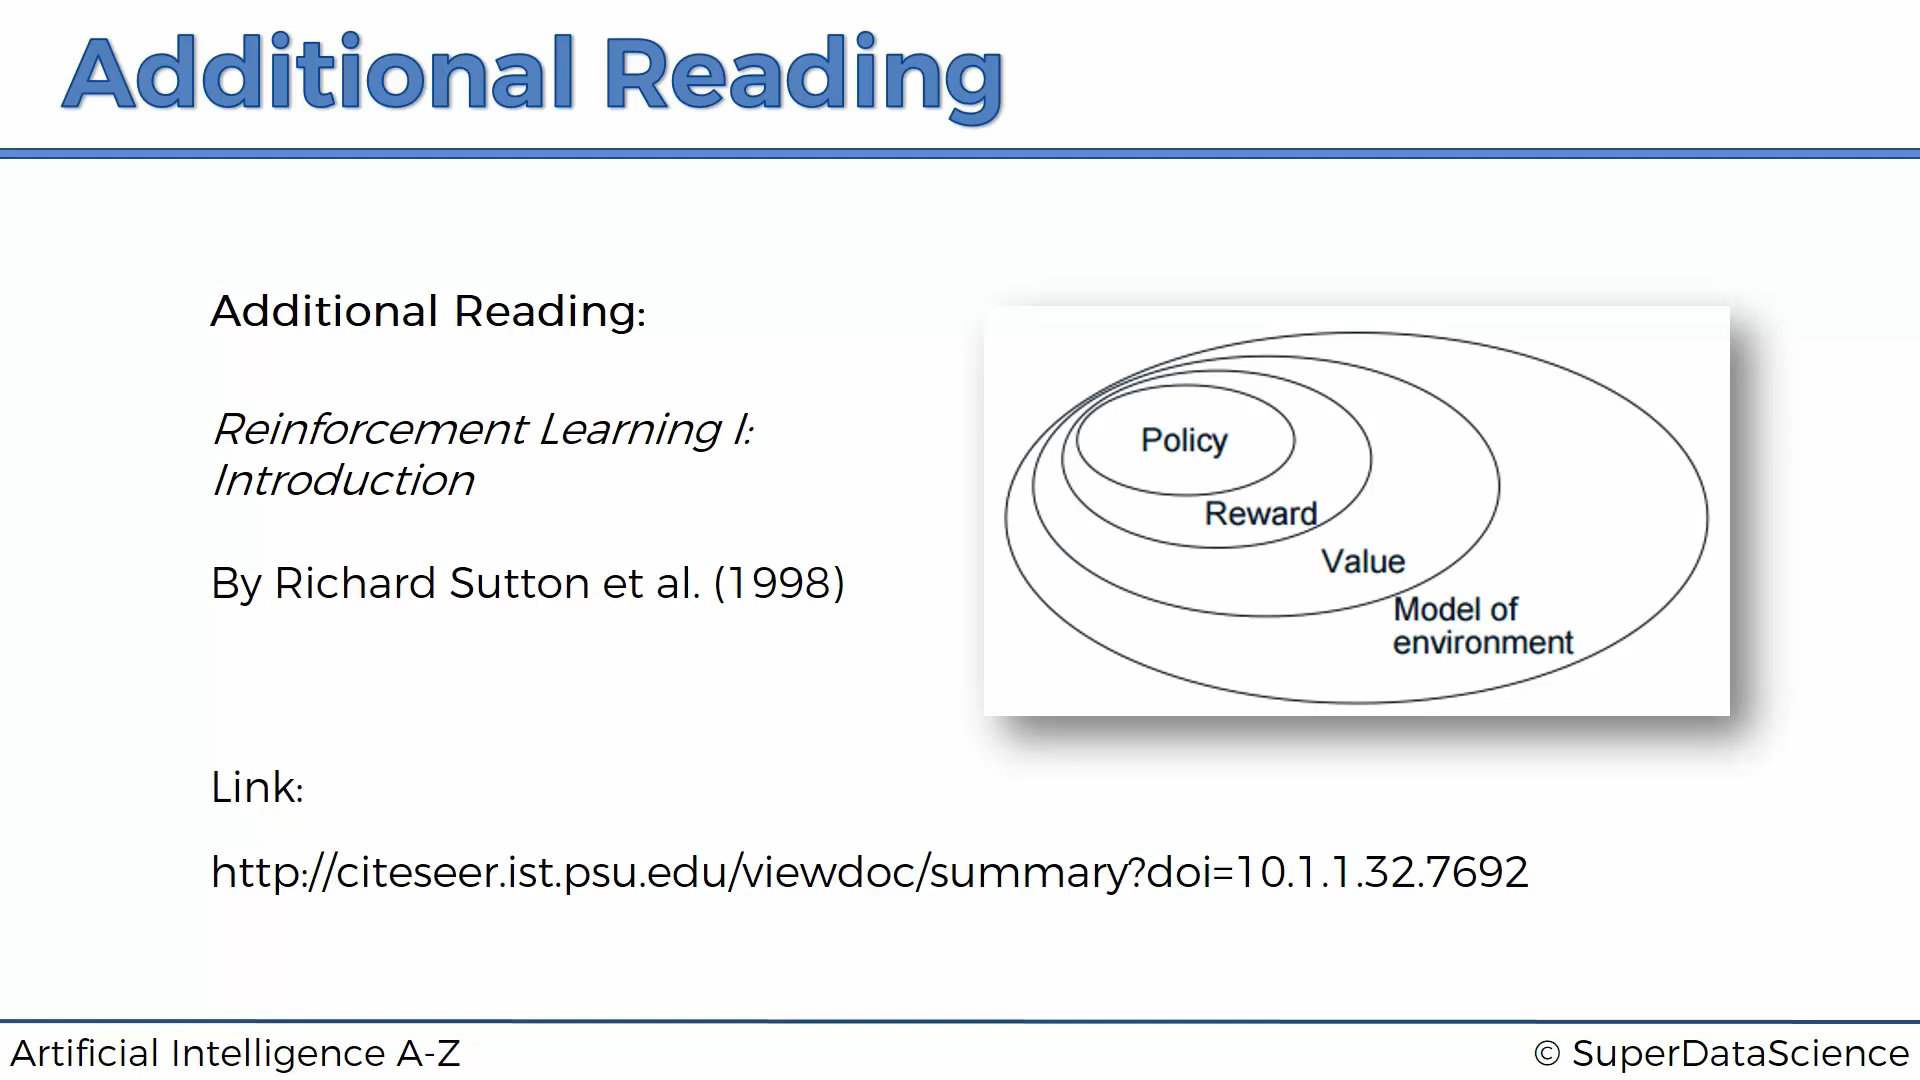 Additional Reading
Additional Reading:
Reinforcement Learning I:
Introduction
By Richard Sutton et al. (1998)
Policy
Reward
Value
Model of
environment
Link:
http://citeseer.ist.psu.edu/viewdoc/summary?doi=10.1.1.32.7692
Artificial Intelligence A-Z
© SuperDataScience